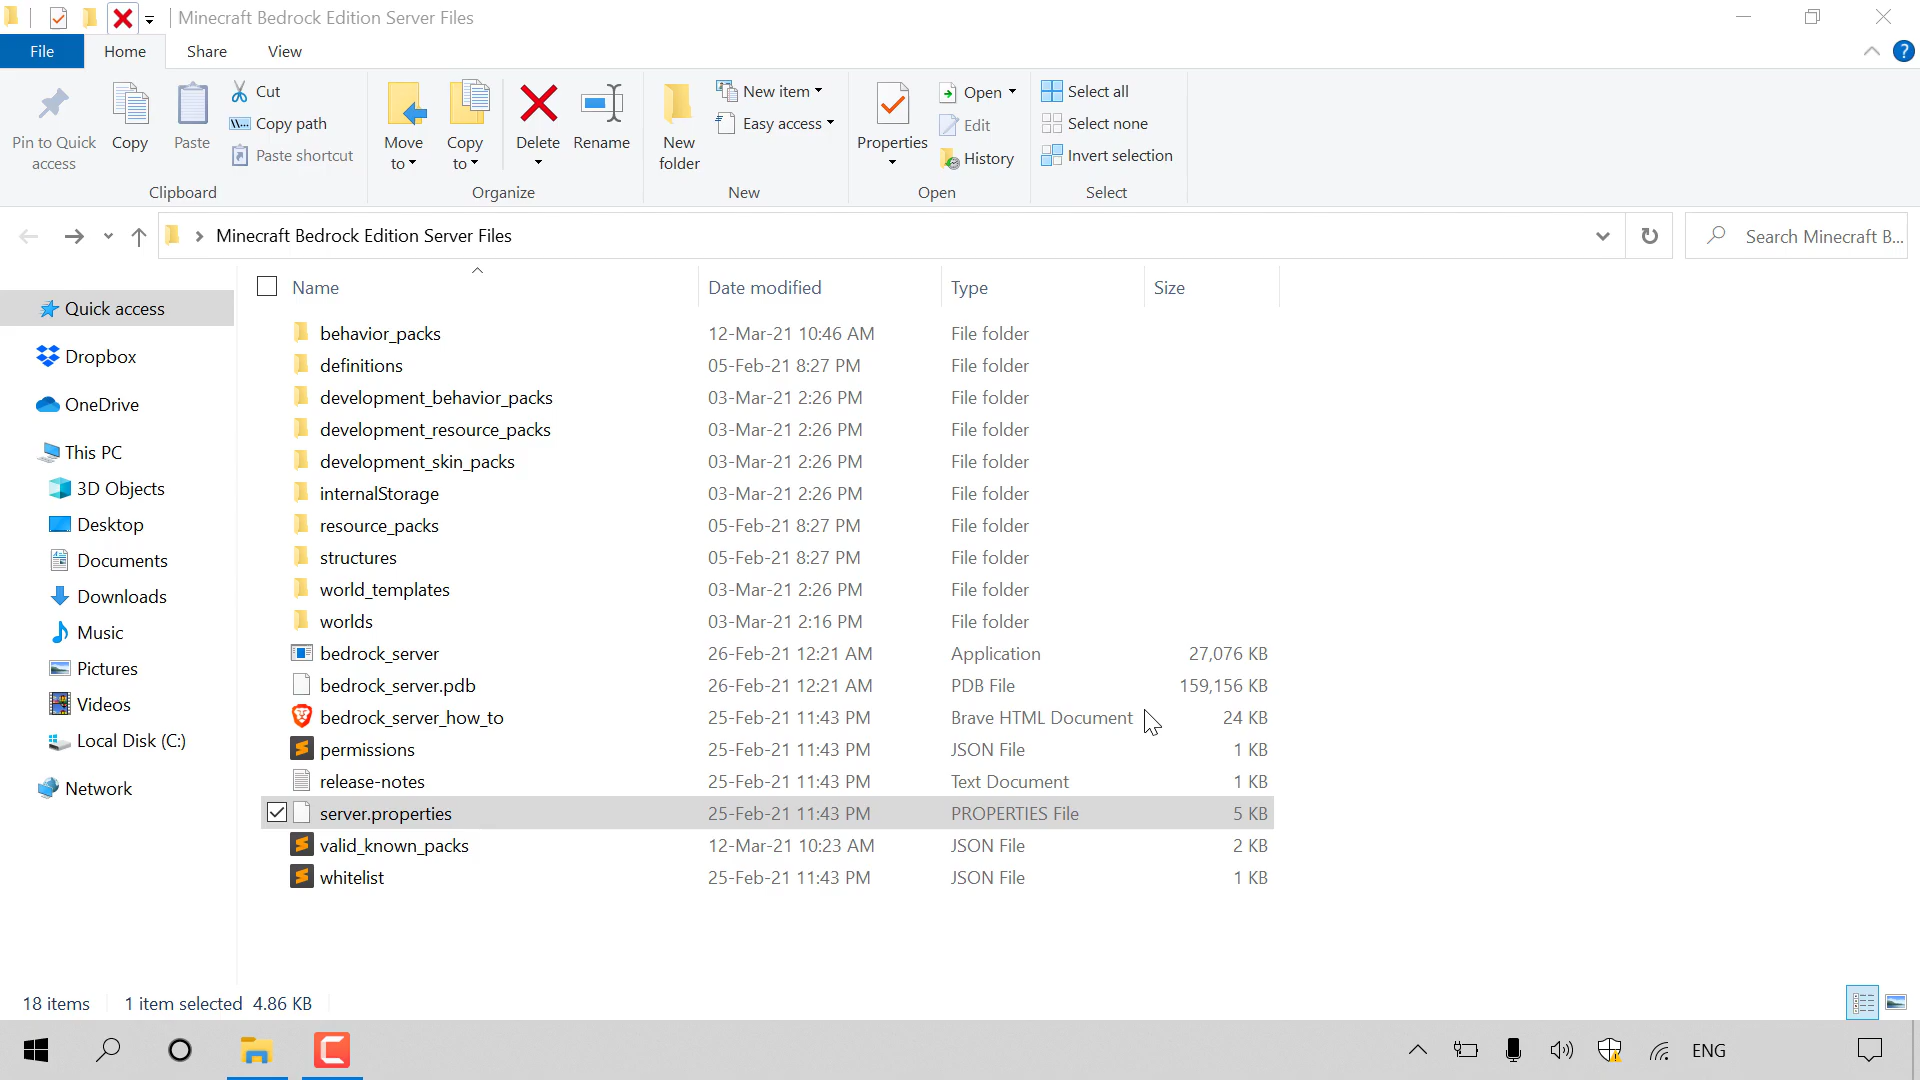 Minecraft Bedrock Edition Server Files
File Home Share View
Pin to Quick access
Copy
Paste
Cut
Copy path
Paste shortcut
Clipboard
Move to
Copy to
Delete
Rename
Organize
New folder
New item
Easy access
New
Properties
Open
Edit
History
Open
Select all
Select none
Invert selection
Select
Minecraft Bedrock Edition Server Files
Search Minecraft B...
Quick access
Dropbox
OneDrive
This PC
3D Objects
Desktop
Documents
Downloads
Music
Pictures
Videos
Local Disk (C:)
Network
Name Date modified Type Size
behavior_packs 12-Mar-21 10:46 AM File folder
definitions 05-Feb-21 8:27 PM File folder
development_behavior_packs 03-Mar-21 2:26 PM File folder
development_resource_packs 03-Mar-21 2:26 PM File folder
development_skin_packs 03-Mar-21 2:26 PM File folder
internalStorage 03-Mar-21 2:26 PM File folder
resource_packs 05-Feb-21 8:27 PM File folder
structures 05-Feb-21 8:27 PM File folder
world_templates 03-Mar-21 2:26 PM File folder
worlds 03-Mar-21 2:16 PM File folder
bedrock_server 26-Feb-21 12:21 AM Application 27,076 KB
bedrock_server.pdb 26-Feb-21 12:21 AM PDB File 159,156 KB
bedrock_server_how_to 25-Feb-21 11:43 PM Brave HTML Document 24 KB
permissions 25-Feb-21 11:43 PM JSON File 1 KB
release-notes 25-Feb-21 11:43 PM Text Document 1 KB
server.properties 25-Feb-21 11:43 PM PROPERTIES File 5 KB
valid_known_packs 12-Mar-21 10:23 AM JSON File 2 KB
whitelist 25-Feb-21 11:43 PM JSON File 1 KB
18 items 1 item selected 4.86 KB
ENG